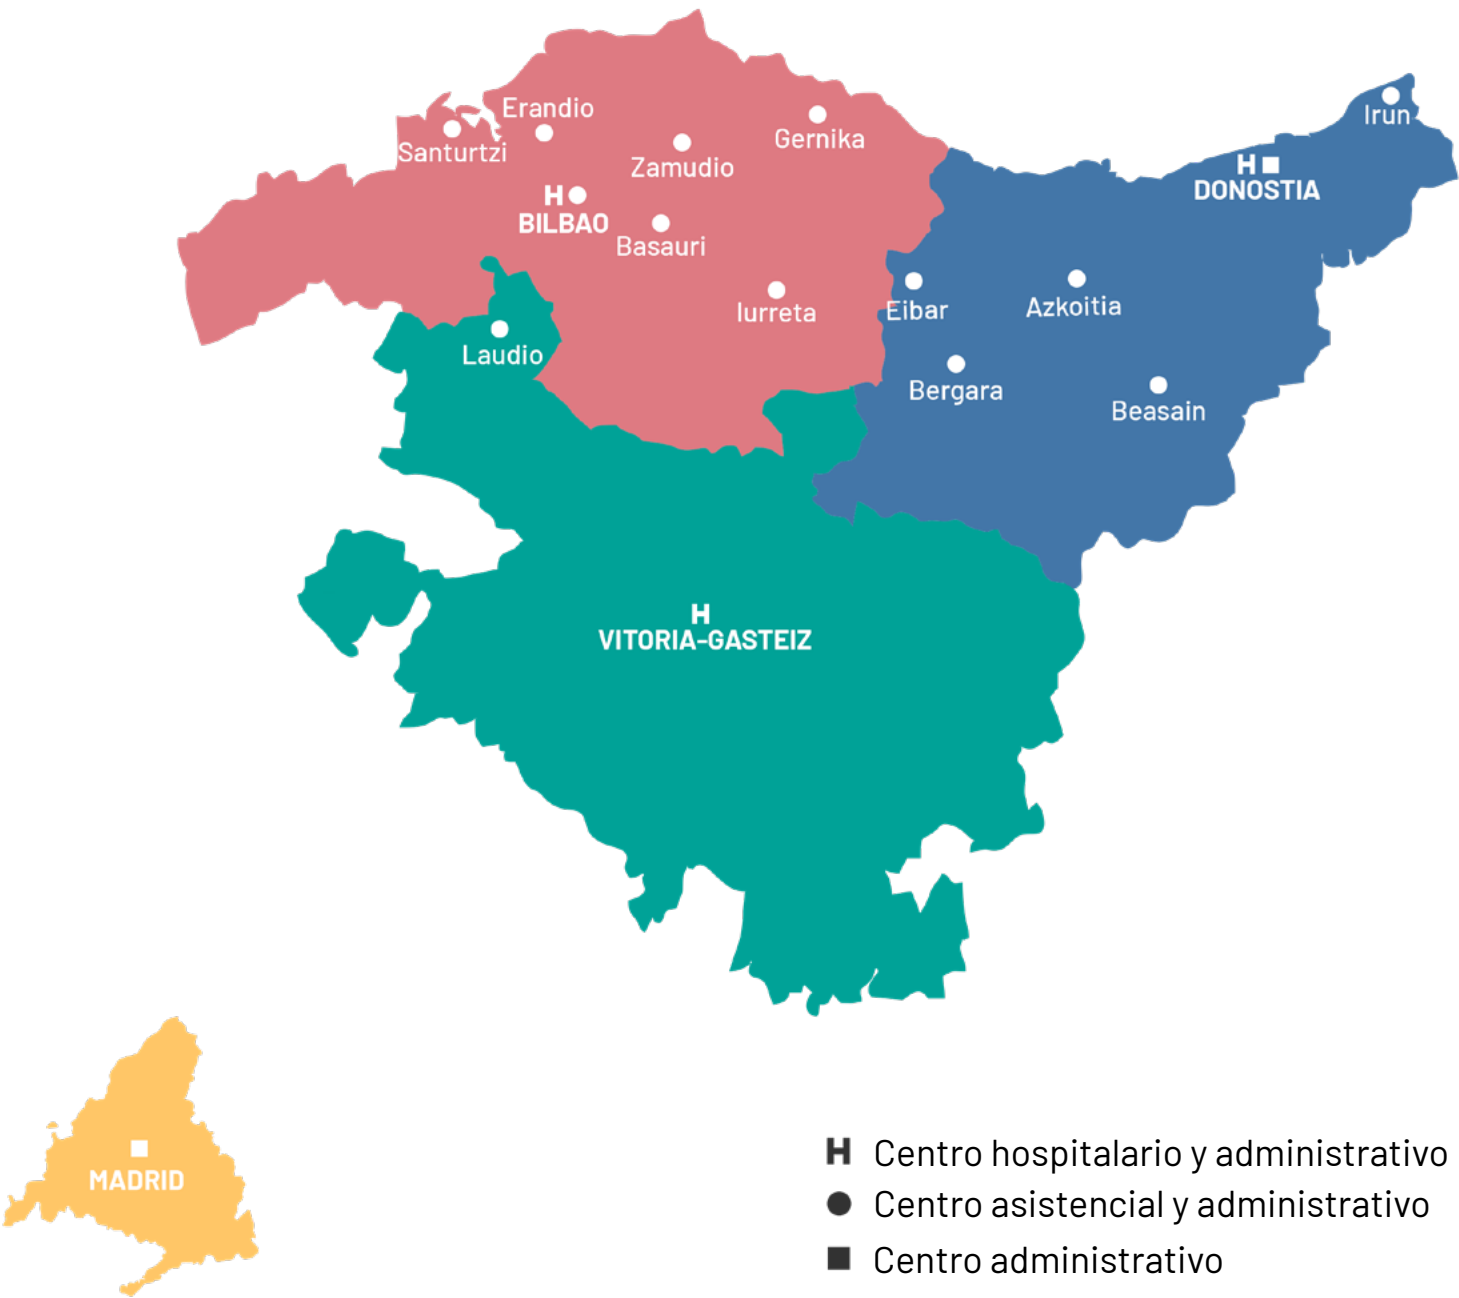 Erandio
Santurtzi
Zamudio
Gernika
Irun
H
DONOSTIA
H
BILBAO
Basauri
Iurreta
Eibar
Azkoitia
Laudio
Bergara
Beasain
H
VITORIA-GASTEIZ
MADRID
H Centro hospitalario y administrativo
Centro asistencial y administrativo
Centro administrativo